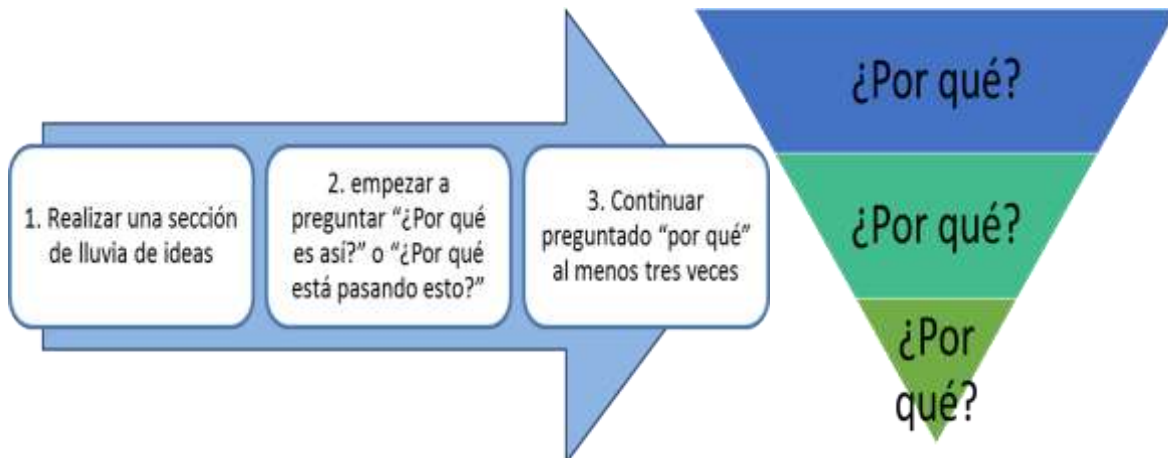 1. Realizar una sección
de lluvia de ideas
2. empezar a
preguntar “¿Por qué
es así?” o “¿Por qué
está pasando esto?”
3. Continuar
preguntado “por qué”
al menos tres veces
¿Por qué?
¿Por qué?
¿Por
qué?